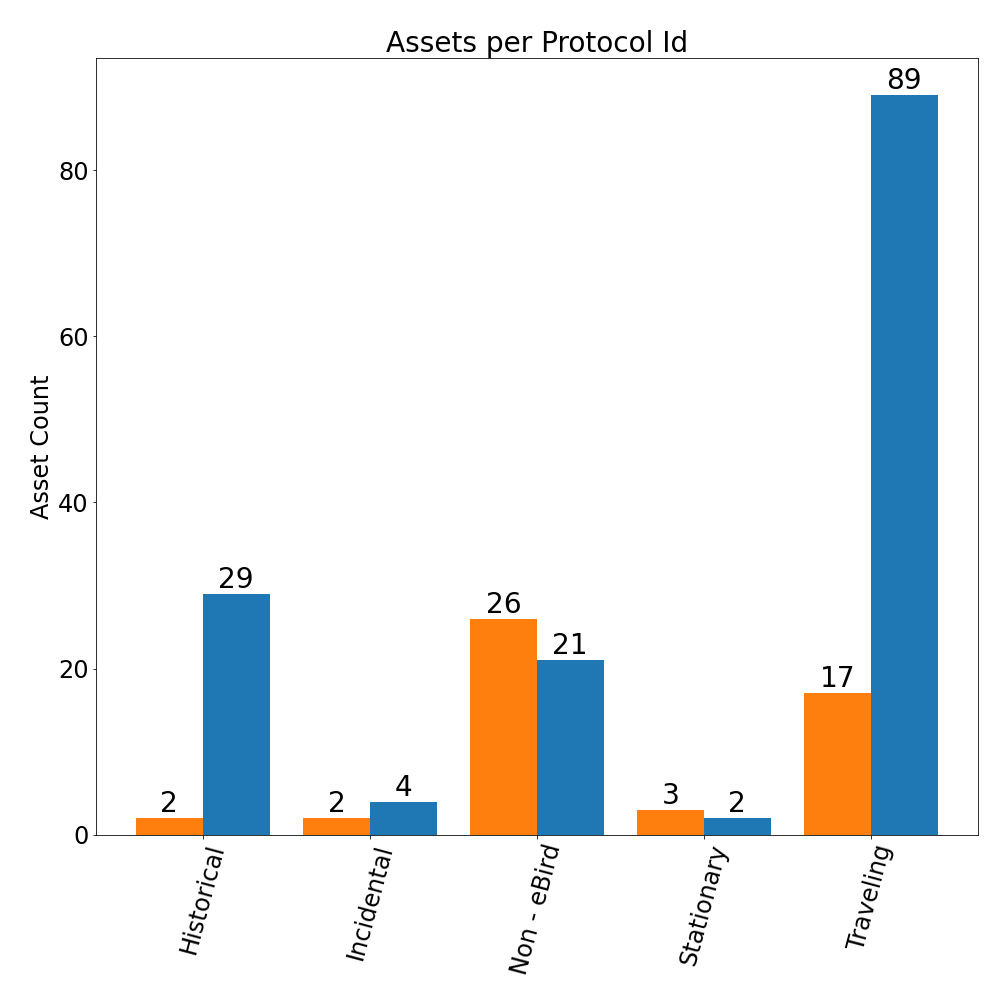 Assets per Protocol Id
Asset Count
80
60
40
20
0
2
29
2
4
26
21
3
2
17
89
Historical
Incidental
Non - eBird
Stationary
Traveling